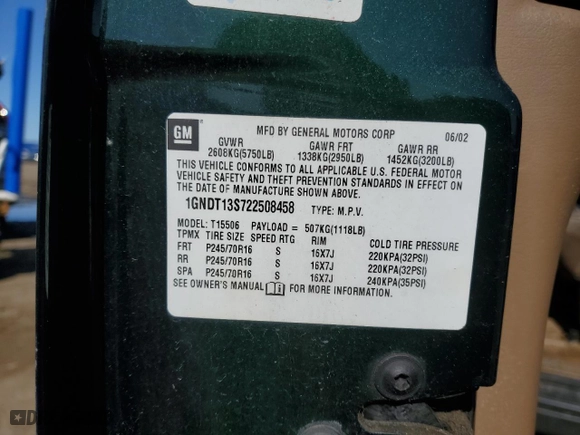 GM
MFD BY GENERAL MOTORS CORP 06/02
GVWR GAWR FRT GAWR RR
2608KG(5750LB) 1338KG(2950LB) 1452KG(3200LB)
THIS VEHICLE CONFORMS TO ALL APPLICABLE U.S. FEDERAL MOTOR
VEHICLE SAFETY AND THEFT PREVENTION STANDARDS IN EFFECT ON
THE DATE OF MANUFACTURE SHOWN ABOVE.
1GNDT13S722508458 TYPE: M.P.V.
MODEL: T15506 PAYLOAD = 507KG(1118LB)
TPMX TIRE SIZE SPEED RTG RIM COLD TIRE PRESSURE
FRT P245/70R16 S 16X7J 220KPA(32PSI)
RR P245/70R16 S 16X7J 220KPA(32PSI)
SPA P245/70R16 S 16X7J 240KPA(35PSI)
SEE OWNER'S MANUAL FOR MORE INFORMATION.